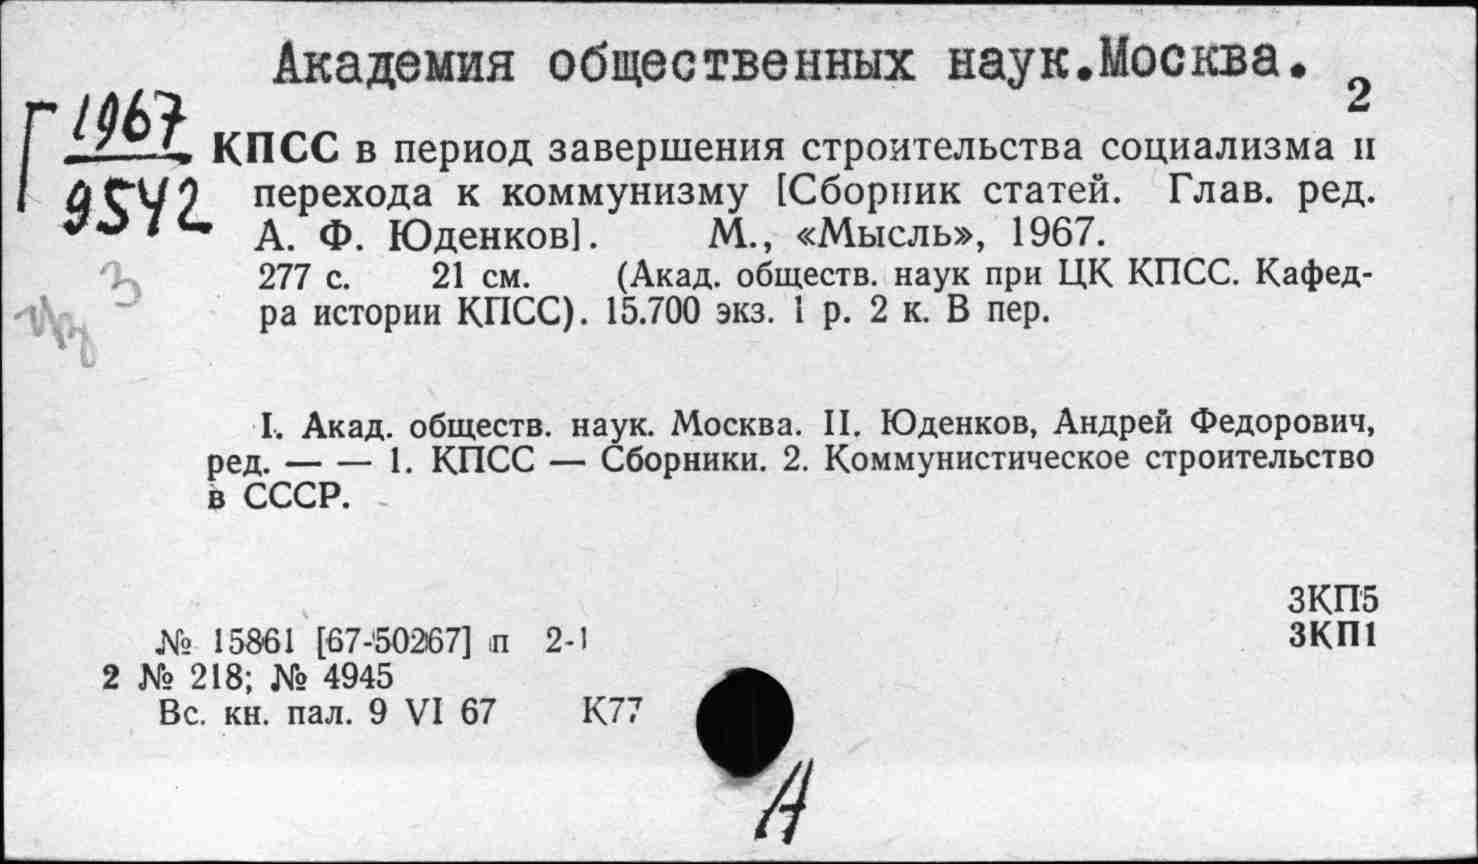 Академия общественных наук.Москва.
2
Г 1967
9542
КПСС в период завершения строительства социализма и
перехода к коммунизму [Сборник статей. Глав. ред.
А. Ф. Юденков]. М., «Мысль», 1967.
277 с. 21 см. (Акад. обществ. наук при ЦК КПСС. Кафед-
ра истории КПСС). 15.700 экз. 1 р. 2 к. В пер.
3
I. Акад. обществ. наук. Москва. II. Юденков, Андрей Федорович,
ред. — — 1. КПСС — Сборники. 2. Коммунистическое строительство
в СССР.
3КП5
№ 15861 [67-50267] п 2-1
3КП1
2 № 218; № 4945
Вс. кн. пал. 9 VI 67 К77
А